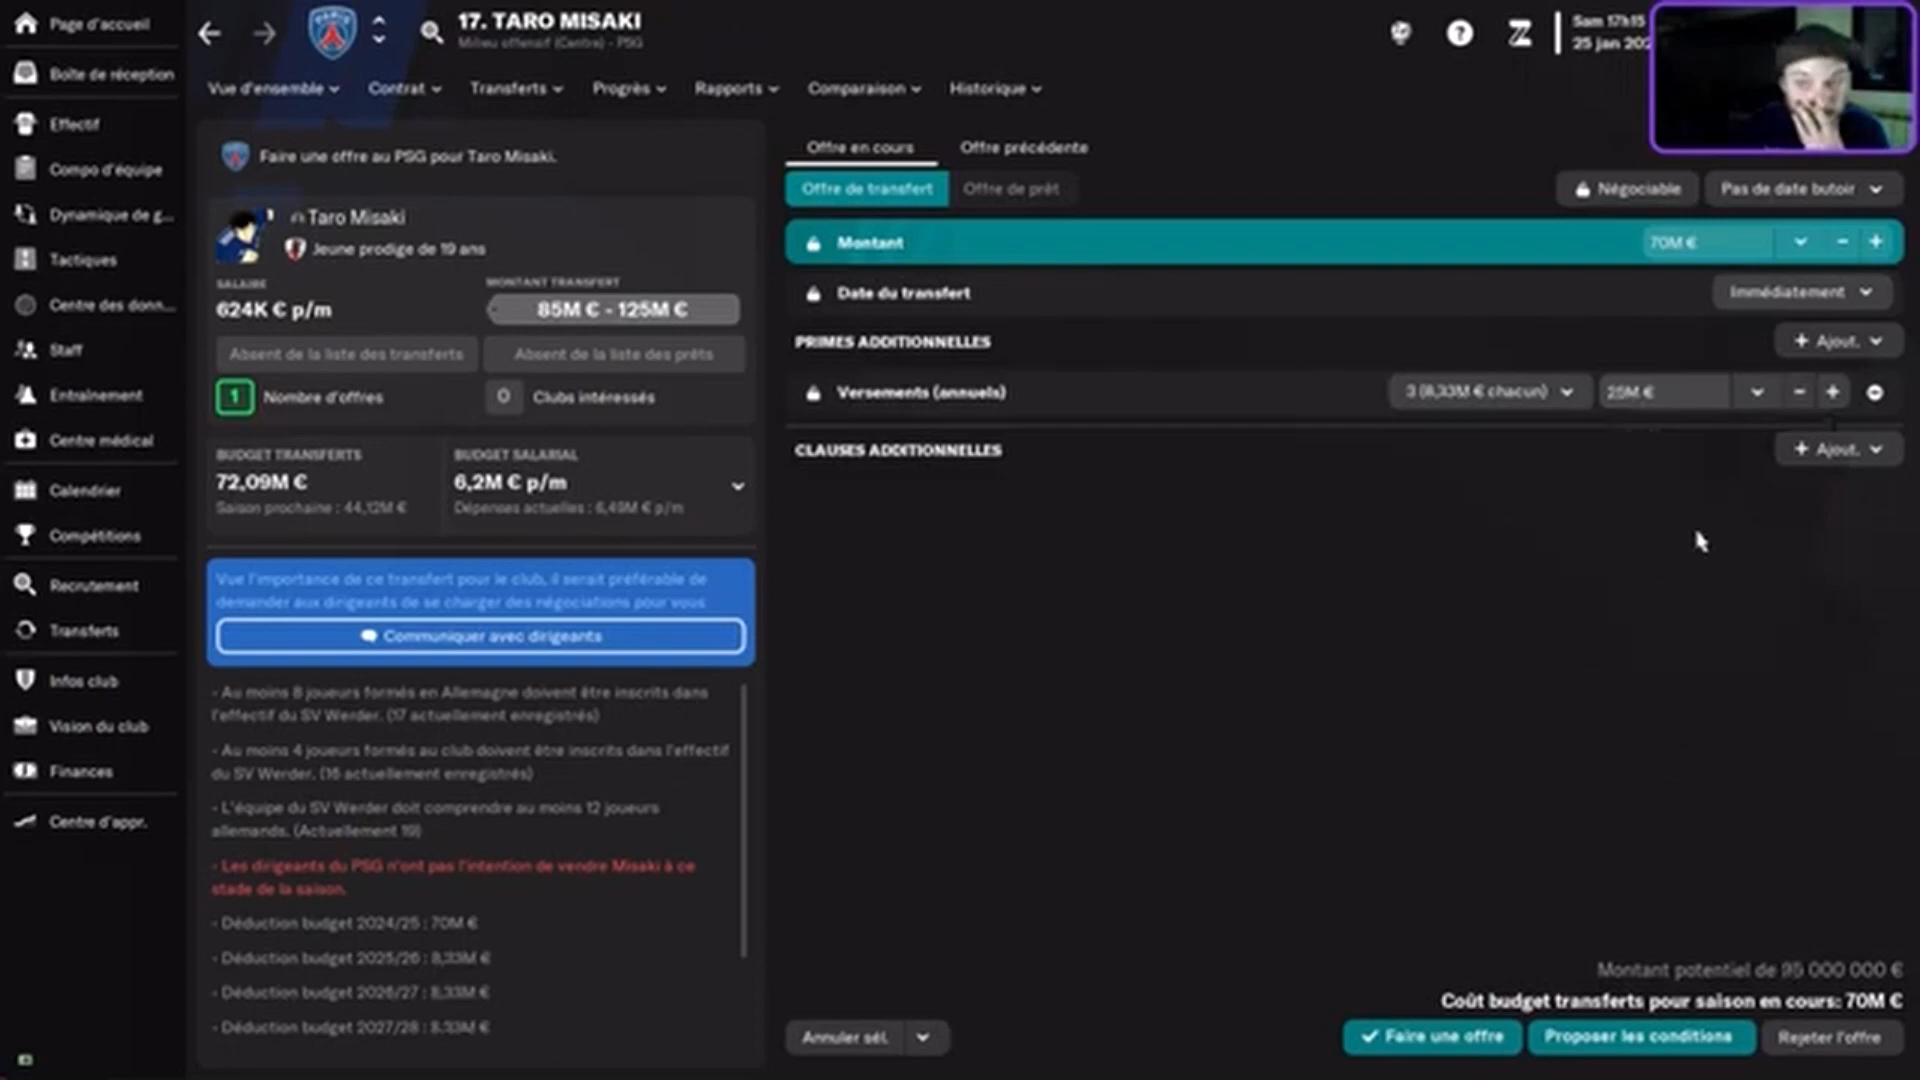 Page d'accueil
Boîte de réception
Effectif
Compo d'équipe
Dynamique de g...
Tactiques
Centre des donn...
Staff
Entraînement
Centre médical
Calendrier
Compétitions
Recrutement
Transferts
Infos club
Vision du club
Finances
Centre d'appr.
17. TARO MISAKI
Milieu offensif (Centre) - PSG
Sam 17h15
25 jan 202
Vue d'ensemble
Contrat
Transferts
Progrès
Rapports
Comparaison
Historique
Faire une offre au PSG pour Taro Misaki.
Taro Misaki
Jeune prodige de 19 ans
SALAIRE
624K € p/m
MONTANT TRANSFERT
85M € - 125M €
Absent de la liste des transferts
Absent de la liste des prêts
1 Nombre d'offres
0 Clubs intéressés
BUDGET TRANSFERTS
72,09M €
Saison prochaine : 44,12M €
BUDGET SALARIAL
6,2M € p/m
Dépenses actuelles : 6,49M € p/m
Vue l'importance de ce transfert pour le club, il serait préférable de
demander aux dirigeants de se charger des négociations pour vous
Communiquer avec dirigeants
- Au moins 8 joueurs formés en Allemagne doivent être inscrits dans
l'effectif du SV Werder. (17 actuellement enregistrés)
- Au moins 4 joueurs formés au club doivent être inscrits dans l'effectif
du SV Werder. (16 actuellement enregistrés)
- L'équipe du SV Werder doit comprendre au moins 12 joueurs
allemands. (Actuellement 19)
- Les dirigeants du PSG n'ont pas l'intention de vendre Misaki à ce
stade de la saison.
- Déduction budget 2024/25 : 70M €
- Déduction budget 2025/26 : 8,33M €
- Déduction budget 2026/27 : 8,33M €
- Déduction budget 2027/28 : 8,33M €
Offre en cours
Offre précédente
Offre de transfert
Offre de prêt
Négociable
Pas de date butoir
Montant
70M €
Date du transfert
Immédiatement
PRIMES ADDITIONNELLES
+ Ajout.
Versements (annuels)
3 (8,33M € chacun)
25M €
CLAUSES ADDITIONNELLES
+ Ajout.
Montant potentiel de 95 000 000 €
Coût budget transferts pour saison en cours: 70M €
Annuler sél.
Faire une offre
Proposer les conditions
Rejeter l'offre